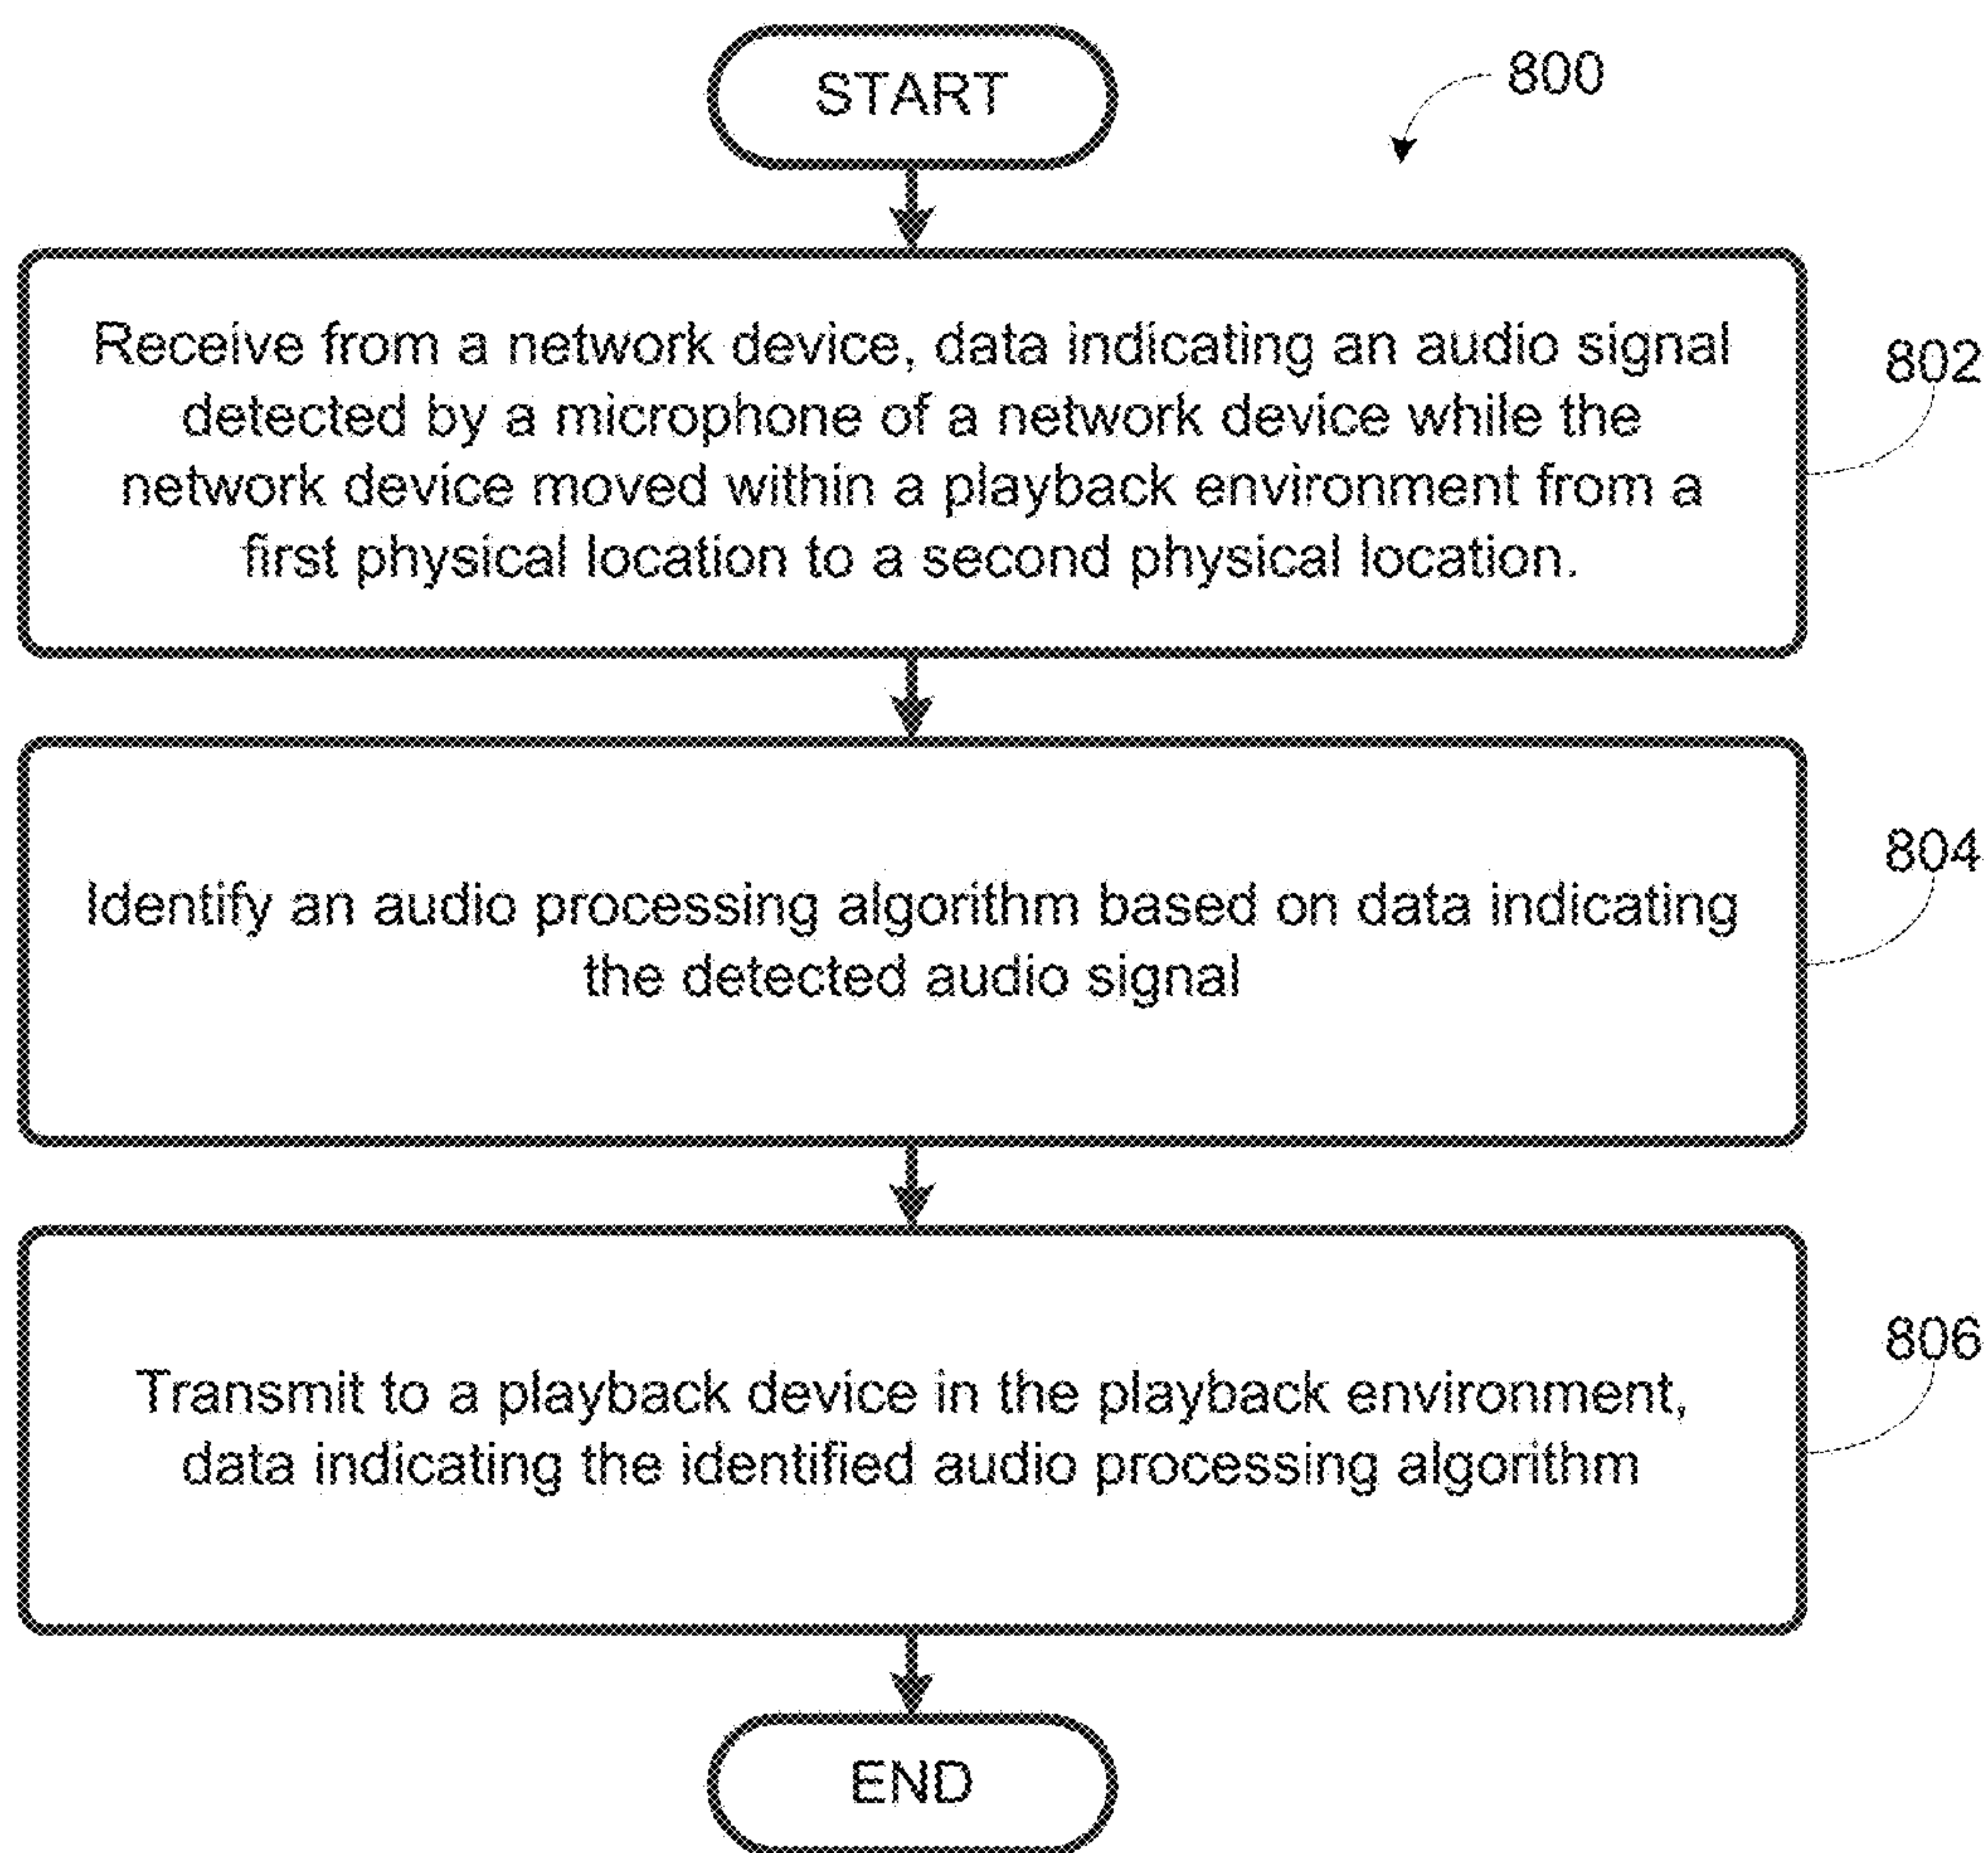 START
800
Receive from a network device, data indicating an audio signal
detected by a microphone of a network device while the
network device moved within a playback environment from a
first physical location to a second physical location.
802
Identify an audio processing algorithm based on data indicating
the detected audio signal
804
Transmit to a playback device in the playback environment,
data indicating the identified audio processing algorithm
806
END